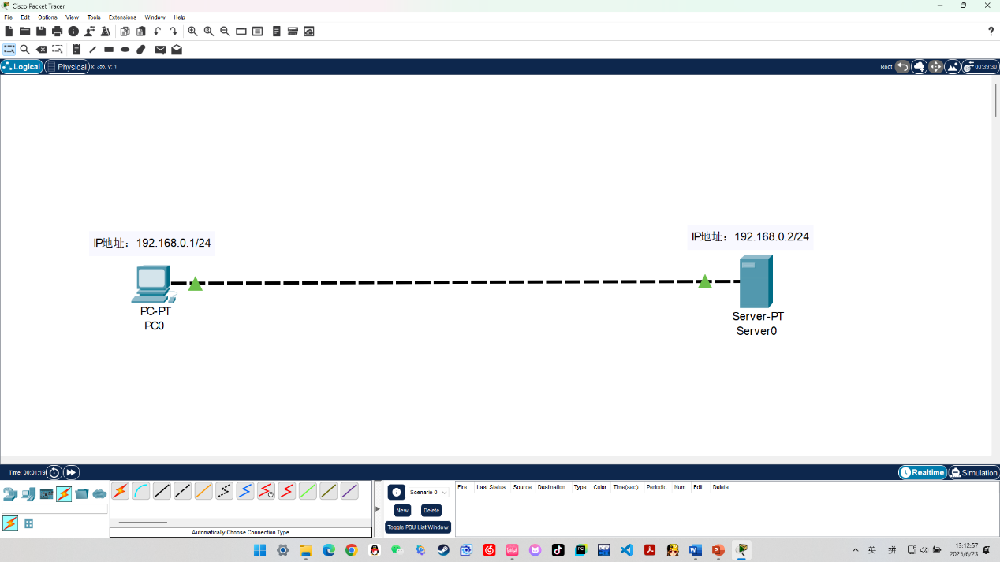 Cisco Packet Tracer
File Edit Options View Tools Extensions Window Help
?
Logical Physical x: 386, y: 1 Root 00:39:30
IP地址：192.168.0.1/24
IP地址：192.168.0.2/24
PC-PT
PC0
Server-PT
Server0
Time: 00:01:19 Realtime Simulation
Scenario 0
New Delete
Toggle PDU List Window
Fire Last Status Source Destination Type Color Time(sec) Periodic Num Edit Delete
Automatically Choose Connection Type
英 拼
13:12:57
2025/6/23